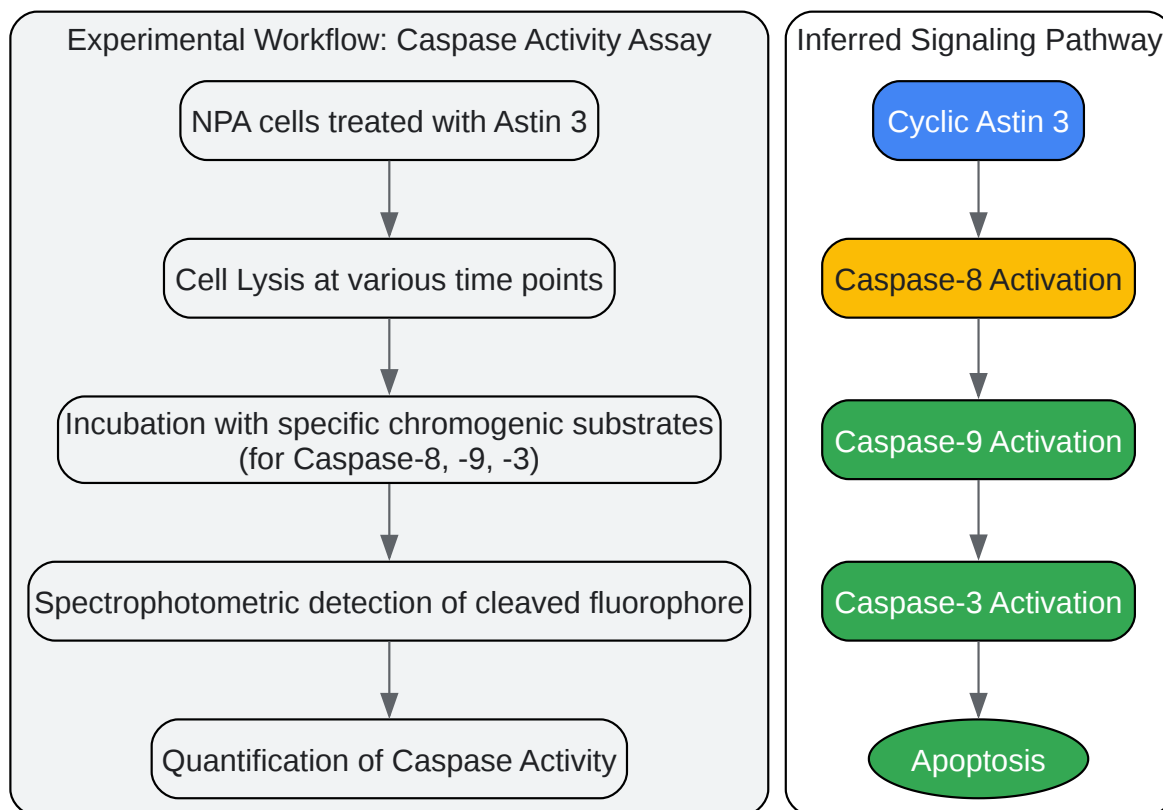 Experimental Workflow: Caspase Activity Assay
NPA cells treated with Astin 3
Cell Lysis at various time points
Incubation with specific chromogenic substrates
(for Caspase-8, -9, -3)
Spectrophotometric detection of cleaved fluorophore
Quantification of Caspase Activity
Inferred Signaling Pathway
Cyclic Astin 3
Caspase-8 Activation
Caspase-9 Activation
Caspase-3 Activation
Apoptosis